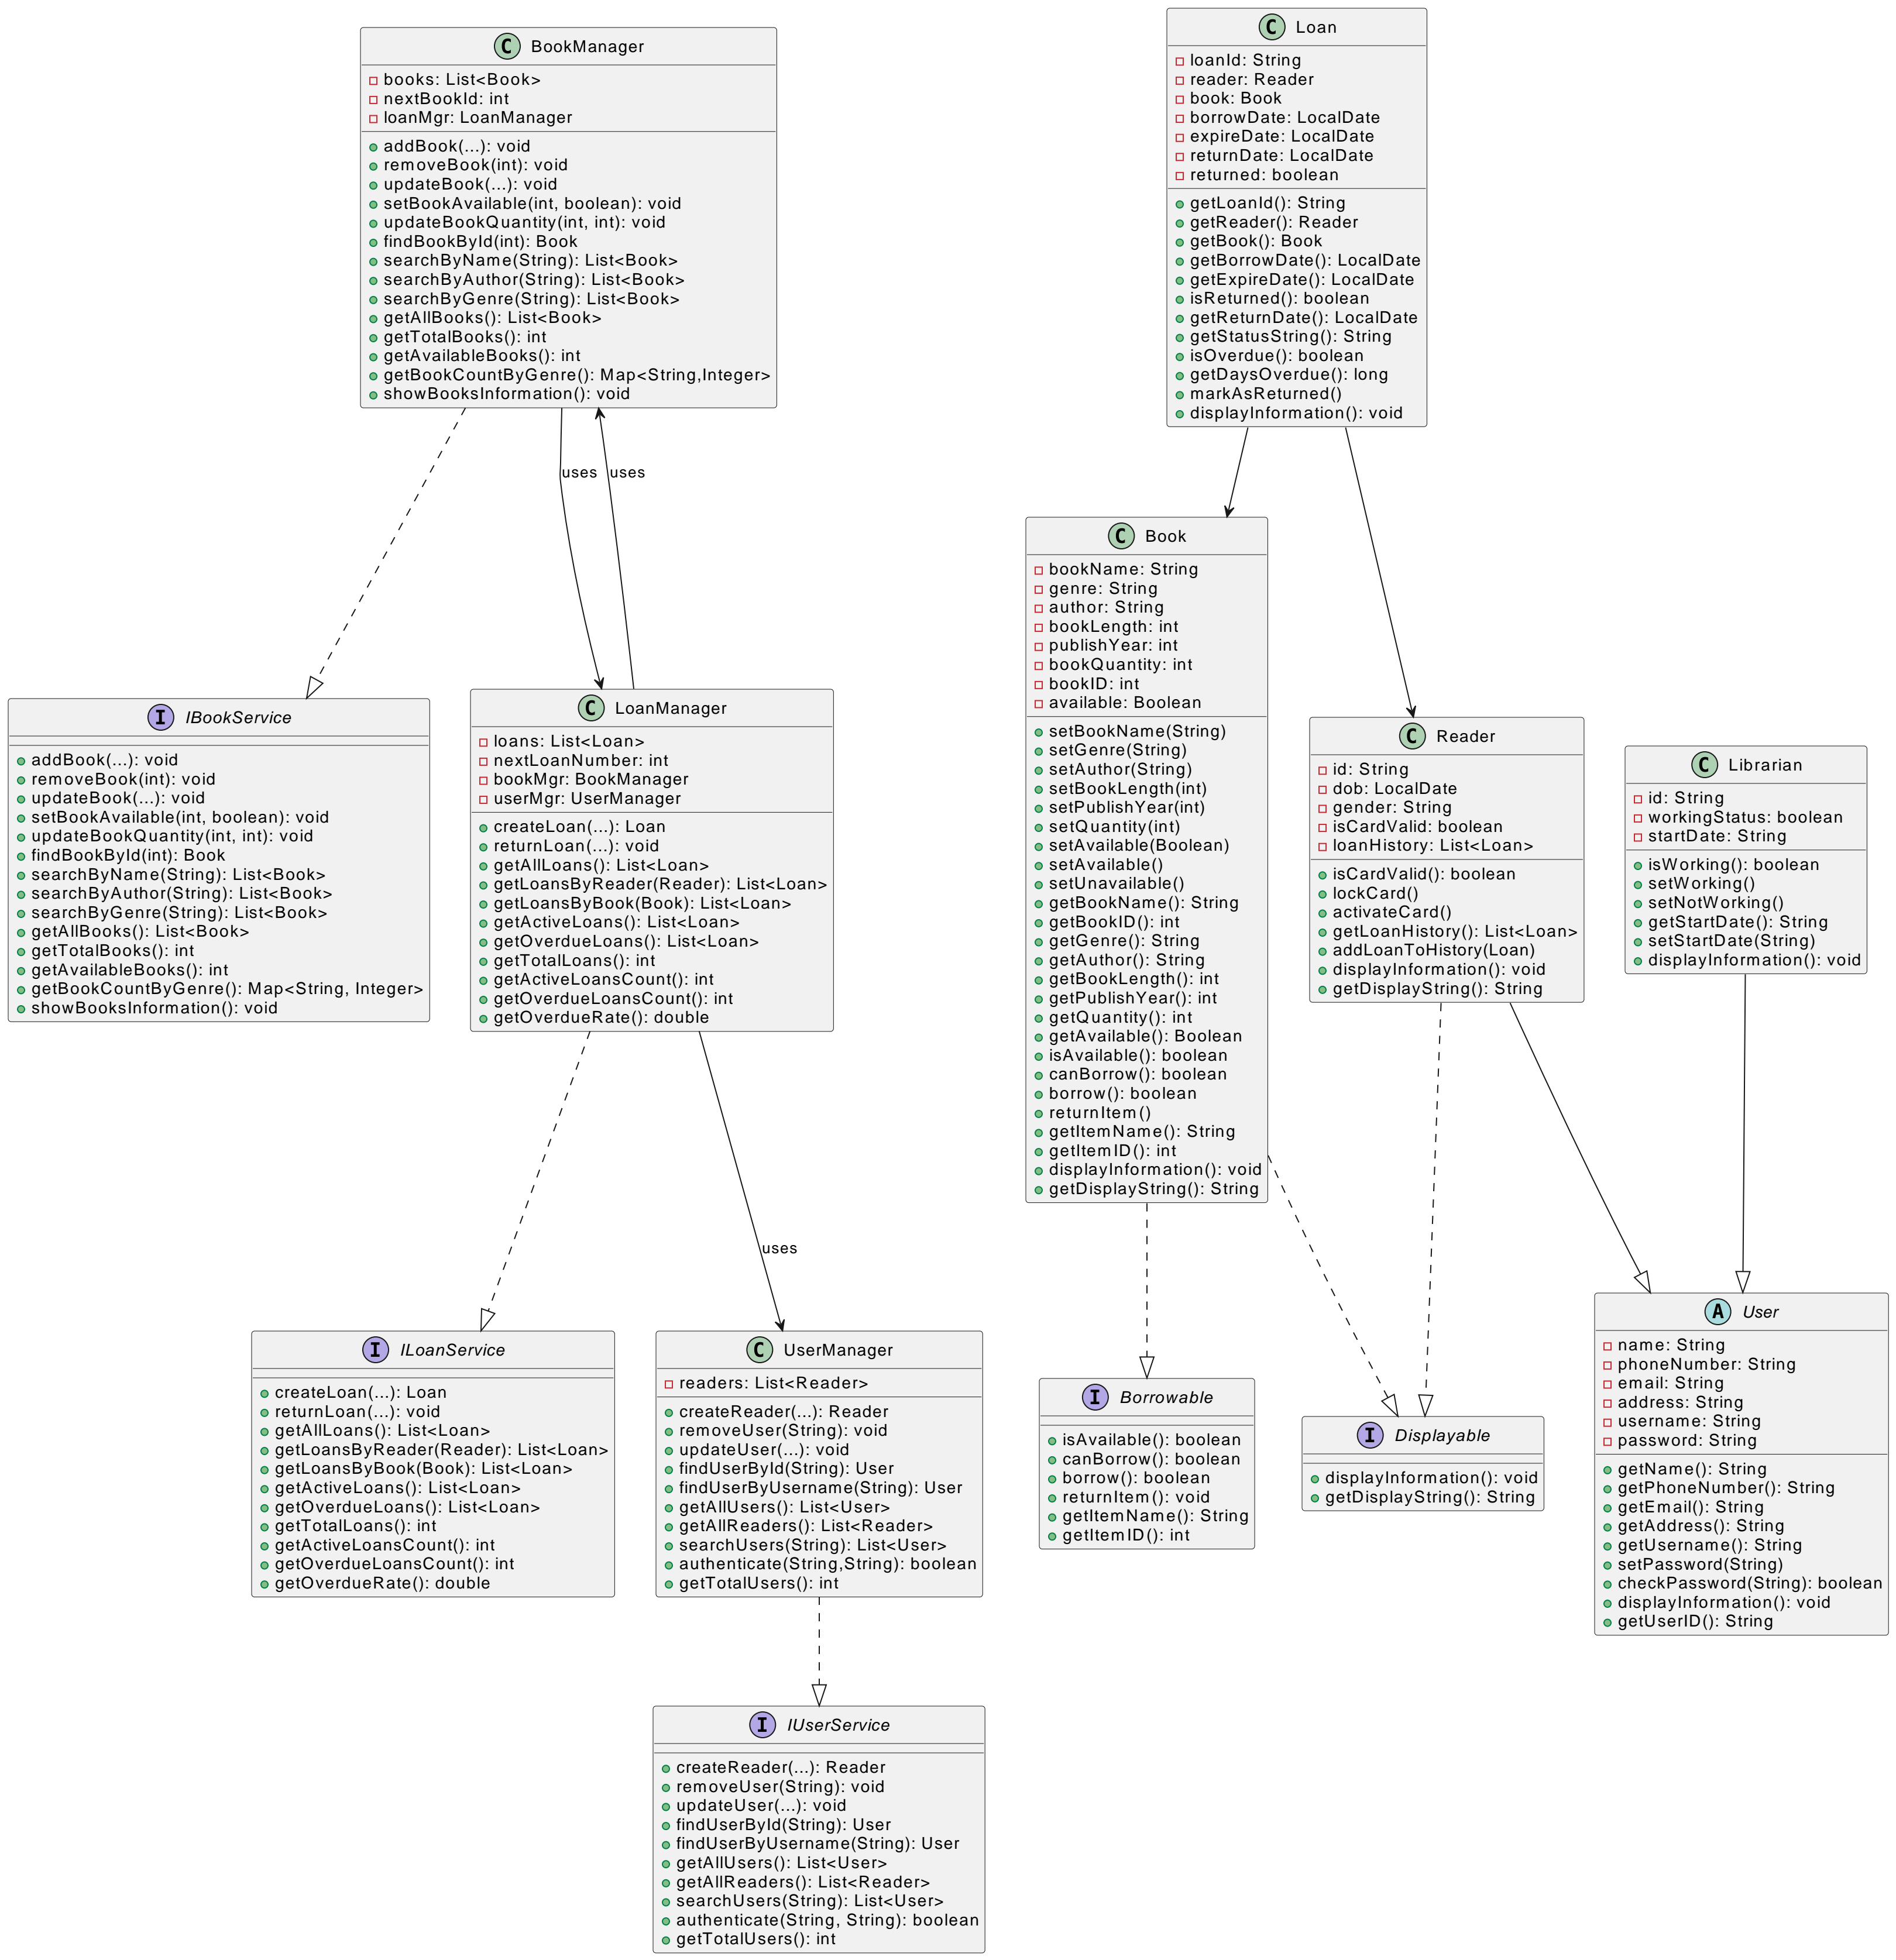 BookManager
books: List<Book>
nextBookId: int
loanMgr: LoanManager
addBook(...): void
removeBook(int): void
updateBook(...): void
setBookAvailable(int, boolean): void
updateBookQuantity(int, int): void
findBookById(int): Book
searchByName(String): List<Book>
searchByAuthor(String): List<Book>
searchByGenre(String): List<Book>
getAllBooks(): List<Book>
getTotalBooks(): int
getAvailableBooks(): int
getBookCountByGenre(): Map<String,Integer>
showBooksInformation(): void
Loan
loanId: String
reader: Reader
book: Book
borrowDate: LocalDate
expireDate: LocalDate
returnDate: LocalDate
returned: boolean
getLoanId(): String
getReader(): Reader
getBook(): Book
getBorrowDate(): LocalDate
getExpireDate(): LocalDate
isReturned(): boolean
getReturnDate(): LocalDate
getStatusString(): String
isOverdue(): boolean
getDaysOverdue(): long
markAsReturned()
displayInformation(): void
uses
uses
Book
bookName: String
genre: String
author: String
bookLength: int
publishYear: int
bookQuantity: int
bookID: int
available: Boolean
setBookName(String)
setGenre(String)
setAuthor(String)
setBookLength(int)
setPublishYear(int)
setQuantity(int)
setAvailable(Boolean)
setAvailable()
setUnavailable()
getBookName(): String
getBookID(): int
getGenre(): String
getAuthor(): String
getBookLength(): int
getPublishYear(): int
getQuantity(): int
getAvailable(): Boolean
isAvailable(): boolean
canBorrow(): boolean
borrow(): boolean
returnItem()
getItemName(): String
getItemID(): int
displayInformation(): void
getDisplayString(): String
IBookService
addBook(...): void
removeBook(int): void
updateBook(...): void
setBookAvailable(int, boolean): void
updateBookQuantity(int, int): void
findBookById(int): Book
searchByName(String): List<Book>
searchByAuthor(String): List<Book>
searchByGenre(String): List<Book>
getAllBooks(): List<Book>
getTotalBooks(): int
getAvailableBooks(): int
getBookCountByGenre(): Map<String, Integer>
showBooksInformation(): void
LoanManager
loans: List<Loan>
nextLoanNumber: int
bookMgr: BookManager
userMgr: UserManager
createLoan(...): Loan
returnLoan(...): void
getAllLoans(): List<Loan>
getLoansByReader(Reader): List<Loan>
getLoansByBook(Book): List<Loan>
getActiveLoans(): List<Loan>
getOverdueLoans(): List<Loan>
getTotalLoans(): int
getActiveLoansCount(): int
getOverdueLoansCount(): int
getOverdueRate(): double
Reader
id: String
dob: LocalDate
gender: String
isCardValid: boolean
loanHistory: List<Loan>
isCardValid(): boolean
lockCard()
activateCard()
getLoanHistory(): List<Loan>
addLoanToHistory(Loan)
displayInformation(): void
getDisplayString(): String
Librarian
id: String
workingStatus: boolean
startDate: String
isWorking(): boolean
setWorking()
setNotWorking()
getStartDate(): String
setStartDate(String)
displayInformation(): void
uses
ILoanService
createLoan(...): Loan
returnLoan(...): void
getAllLoans(): List<Loan>
getLoansByReader(Reader): List<Loan>
getLoansByBook(Book): List<Loan>
getActiveLoans(): List<Loan>
getOverdueLoans(): List<Loan>
getTotalLoans(): int
getActiveLoansCount(): int
getOverdueLoansCount(): int
getOverdueRate(): double
UserManager
readers: List<Reader>
createReader(...): Reader
removeUser(String): void
updateUser(...): void
findUserById(String): User
findUserByUsername(String): User
getAllUsers(): List<User>
getAllReaders(): List<Reader>
searchUsers(String): List<User>
authenticate(String,String): boolean
getTotalUsers(): int
Borrowable
isAvailable(): boolean
canBorrow(): boolean
borrow(): boolean
returnItem(): void
getItemName(): String
getItemID(): int
Displayable
displayInformation(): void
getDisplayString(): String
User
name: String
phoneNumber: String
email: String
address: String
username: String
password: String
getName(): String
getPhoneNumber(): String
getEmail(): String
getAddress(): String
getUsername(): String
setPassword(String)
checkPassword(String): boolean
displayInformation(): void
getUserID(): String
IUserService
createReader(...): Reader
removeUser(String): void
updateUser(...): void
findUserById(String): User
findUserByUsername(String): User
getAllUsers(): List<User>
getAllReaders(): List<Reader>
searchUsers(String): List<User>
authenticate(String, String): boolean
getTotalUsers(): int